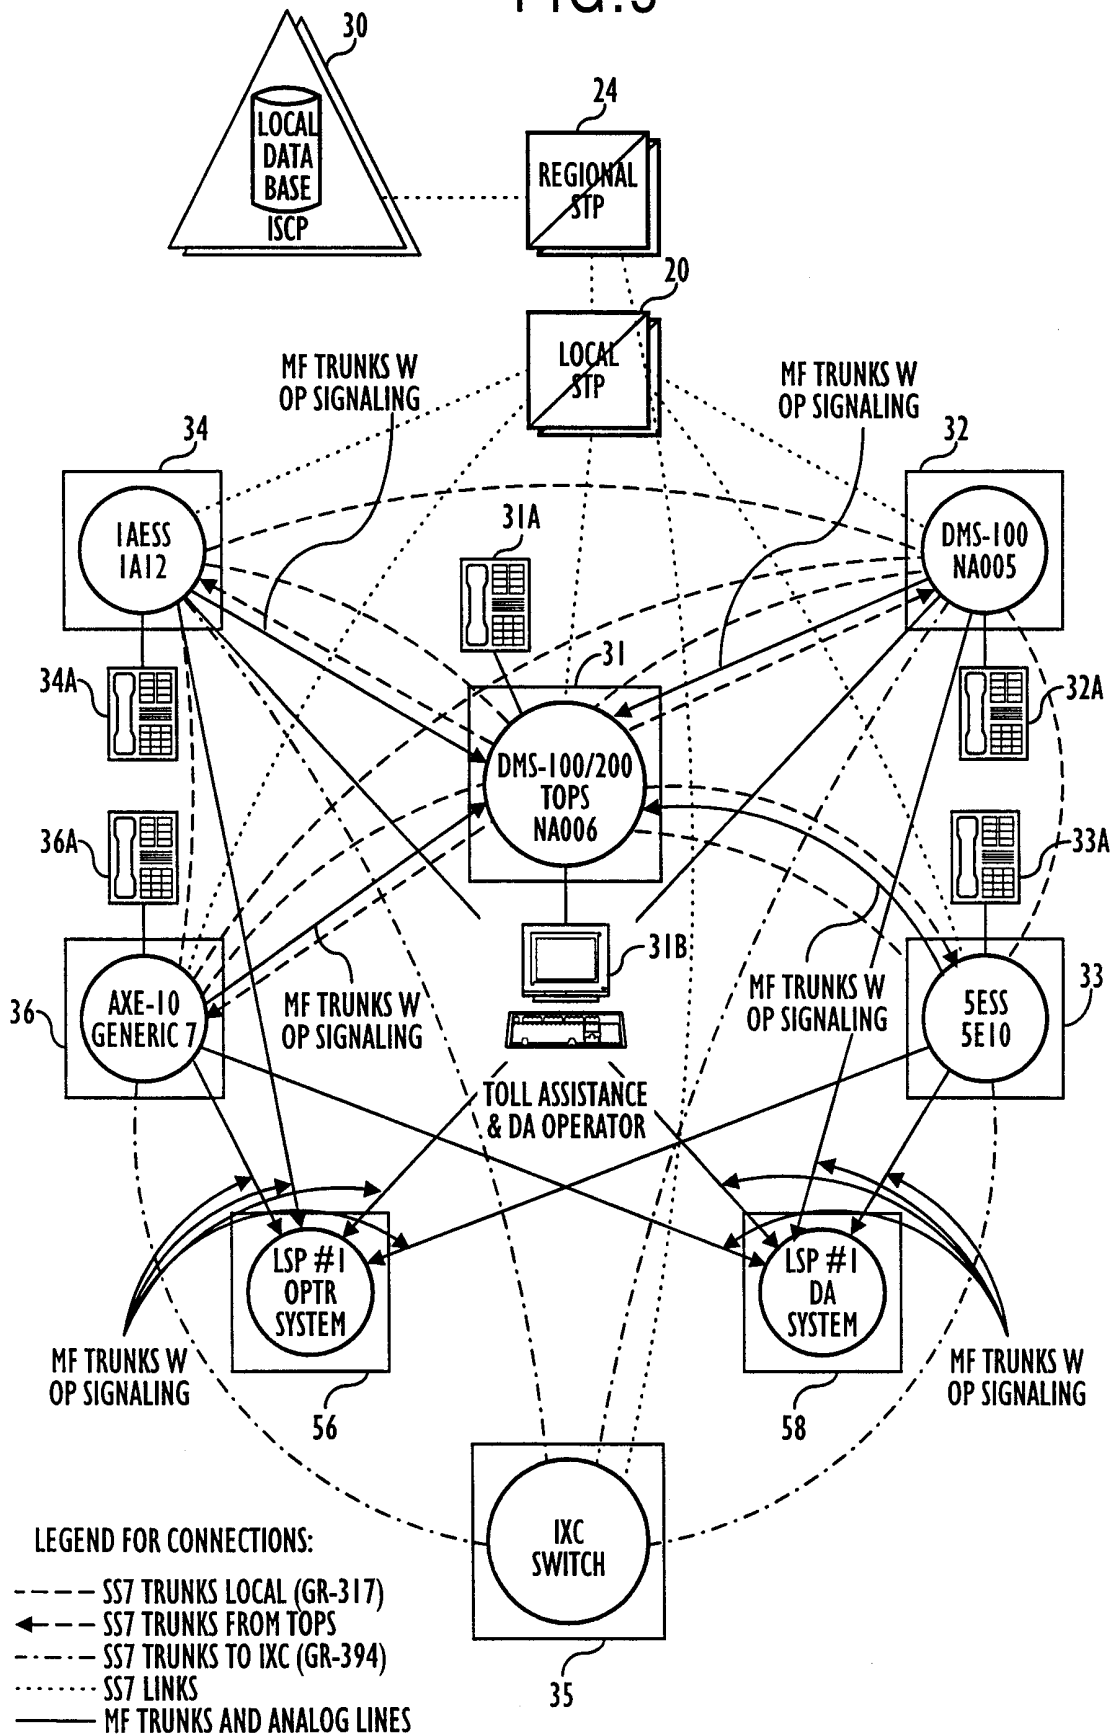 30
LOCAL
DATA
BASE
ISCP
24
REGIONAL
STP
20
LOCAL
STP
MF TRUNKS W
OP SIGNALING
MF TRUNKS W
OP SIGNALING
34
32
1AESS
1A12
31A
DMS-100
NA005
34A
31
32A
DMS-100/200
TOPS
NA006
36A
33A
31B
36
AXE-10
GENERIC 7
MF TRUNKS W
OP SIGNALING
MF TRUNKS W
OP SIGNALING
5ESS
5E10
33
TOLL ASSISTANCE
& DA OPERATOR
LSP #1
OPTR
SYSTEM
LSP #1
DA
SYSTEM
MF TRUNKS W
OP SIGNALING
56
58
MF TRUNKS W
OP SIGNALING
IXC
SWITCH
35
LEGEND FOR CONNECTIONS:
SS7 TRUNKS LOCAL (GR-317)
SS7 TRUNKS FROM TOPS
SS7 TRUNKS TO IXC (GR-394)
SS7 LINKS
MF TRUNKS AND ANALOG LINES